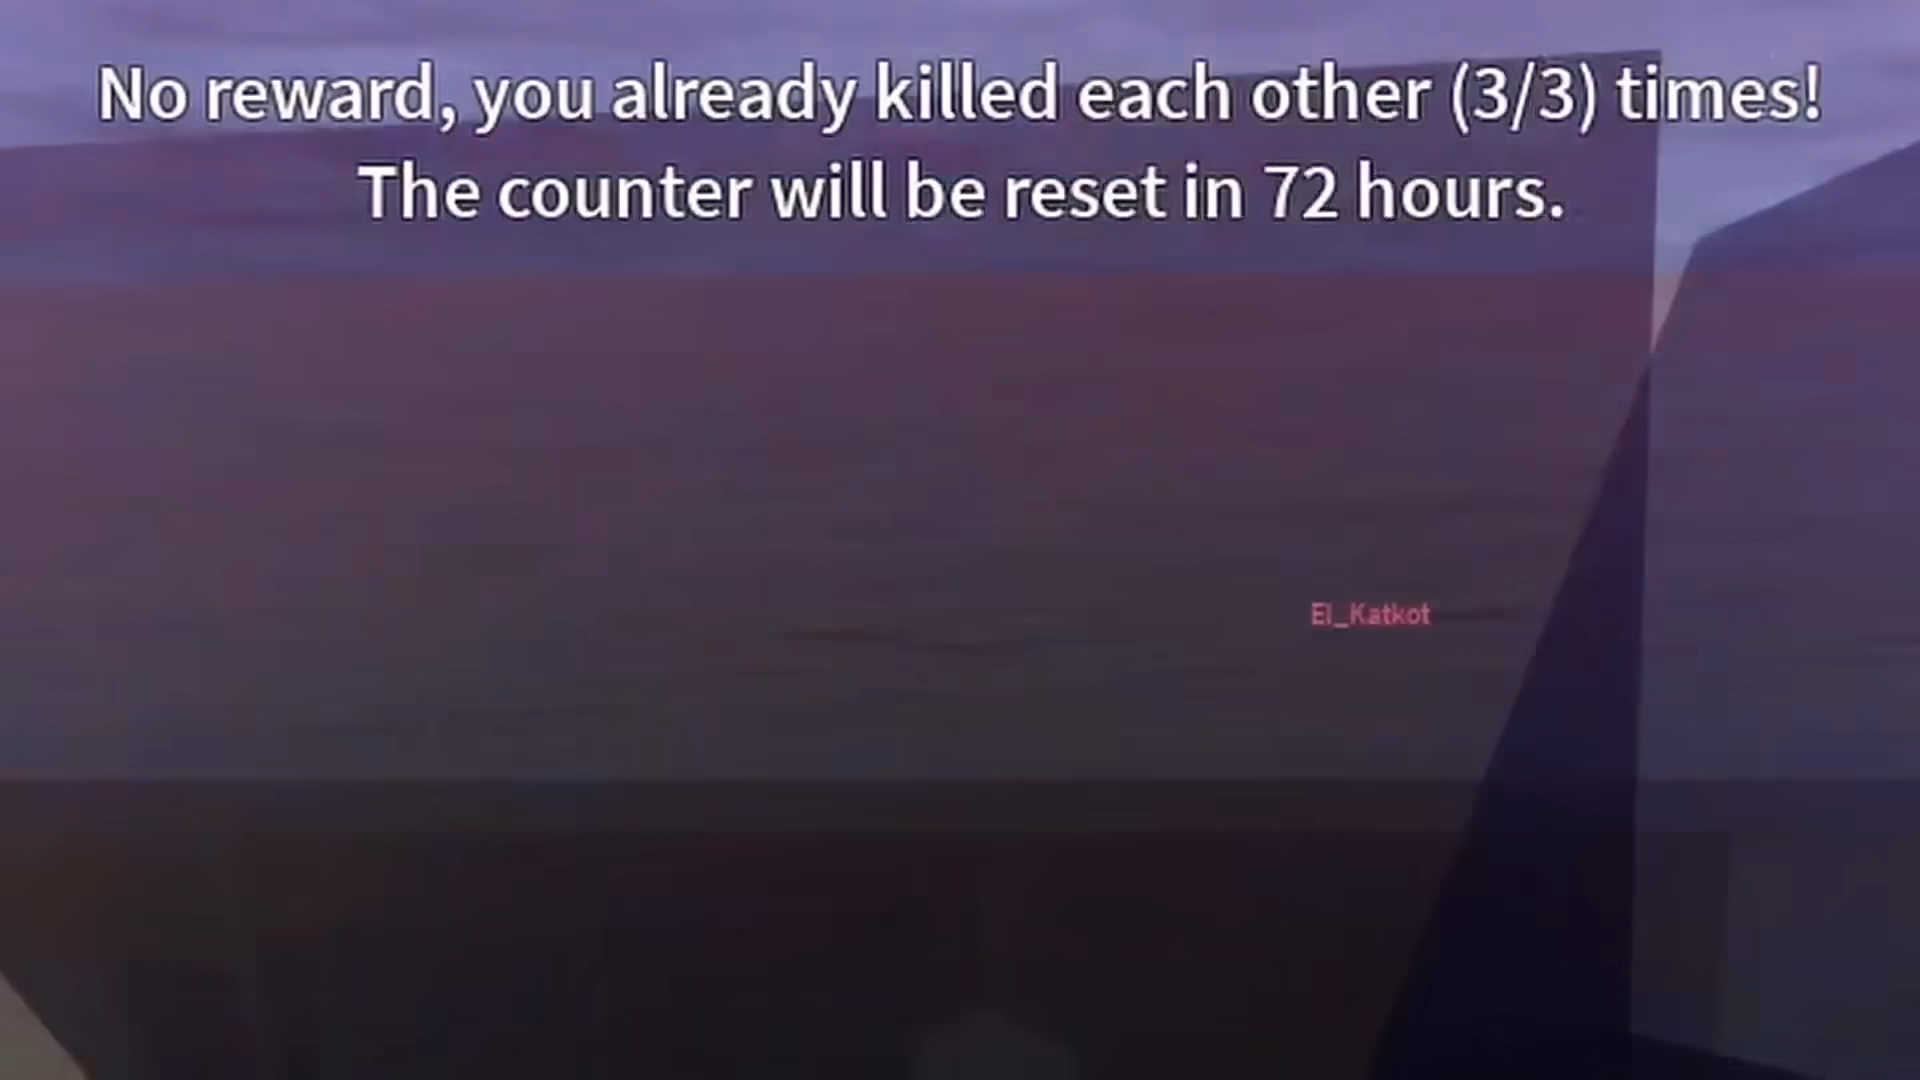 No reward, you already killed each other (3/3) times!
The counter will be reset in 72 hours.
El_Katkot